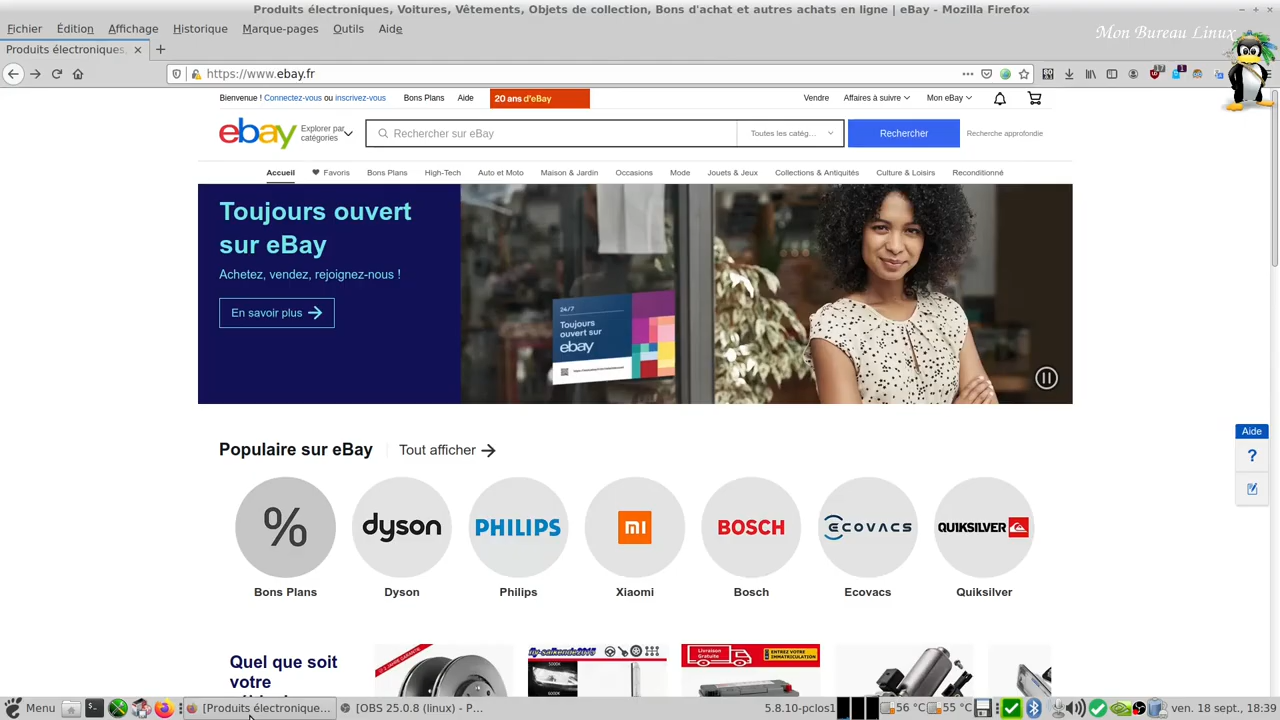 Produits électroniques, Voitures, Vêtements, Objets de collection, Bons d'achat et autres achats en ligne | eBay - Mozilla Firefox
Fichier Édition Affichage Historique Marque-pages Outils Aide
Mon Bureau Linux
Produits électroniques,
https://www.ebay.fr
Bienvenue ! Connectez-vous ou inscrivez-vous Bons Plans Aide 20 ans d'eBay Vendre Affaires à suivre Mon eBay
ebay
Explorer par
catégories
Rechercher sur eBay Toutes les catég... Rechercher Recherche approfondie
Accueil Favoris Bons Plans High-Tech Auto et Moto Maison & Jardin Occasions Mode Jouets & Jeux Collections & Antiquités Culture & Loisirs Reconditionné
Toujours ouvert
sur eBay
Achetez, vendez, rejoignez-nous !
En savoir plus
24/7
Toujours
ouvert sur
ebay
Aide
?
Populaire sur eBay Tout afficher
%
dyson
PHILIPS
mi
BOSCH
ECOVACS
QUIKSILVER
Bons Plans Dyson Philips Xiaomi Bosch Ecovacs Quiksilver
Quel que soit
votre
Livraison
Gratuite
ENTREZ VOTRE
IMMATRICULATION
Menu [Produits électronique... [OBS 25.0.8 (linux) - P... 5.8.10-pclos1 56 °C 55 °C ven. 18 sept., 18:39